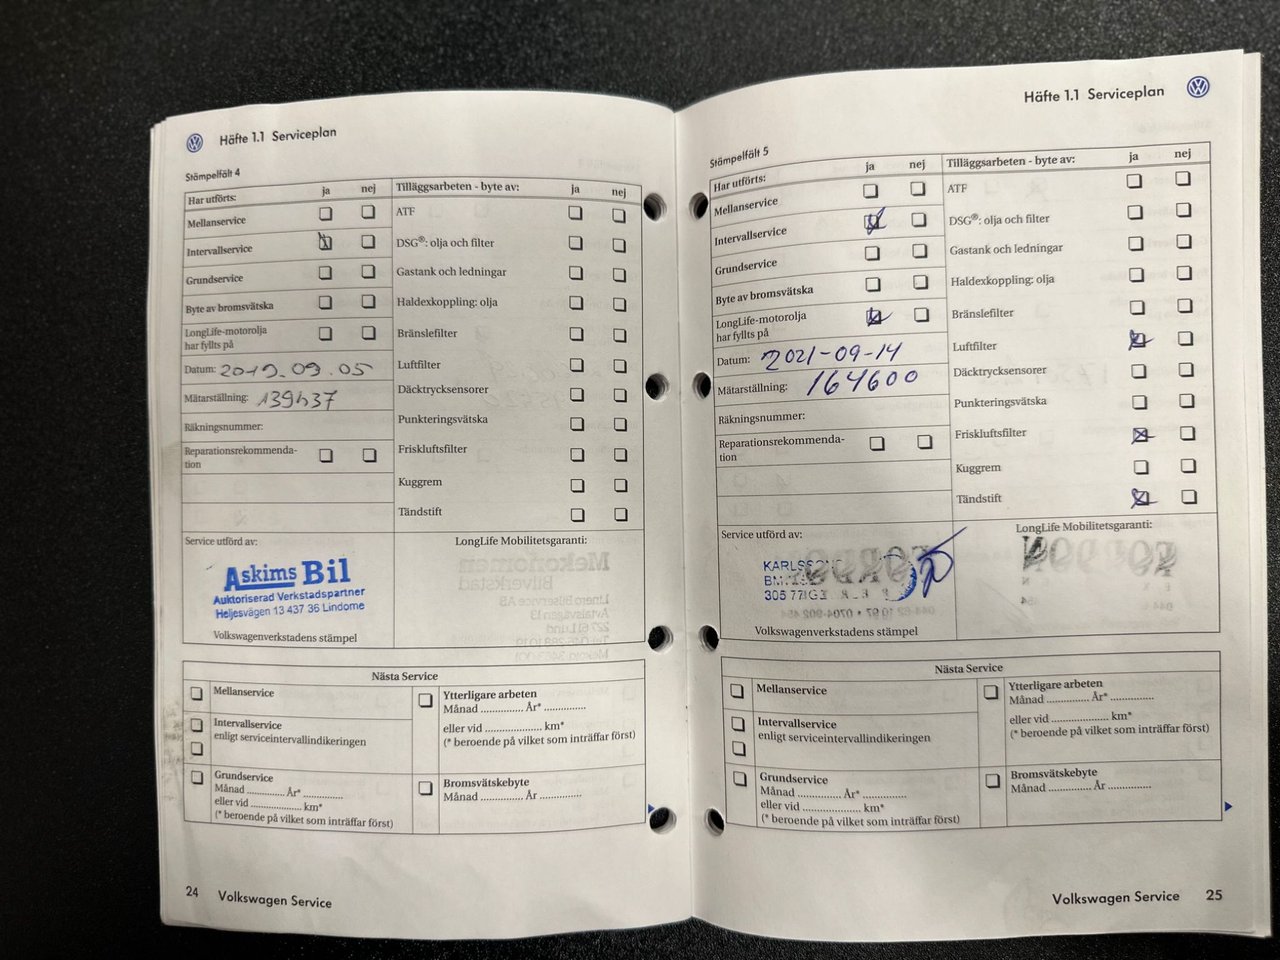 Häfte 1.1 Serviceplan
Stämpelfält 4
Har utförts: ja nej
Mellanservice
Intervallservice
Grundservice
Byte av bromsvätska
LongLife-motorolja
har fyllts på
Datum: 2019.09.05
Mätarställning: 139437
Räkningsnummer:
Reparationsrekommenda-
tion
Tilläggsarbeten - byte av: ja nej
ATF
DSG®: olja och filter
Gastank och ledningar
Haldexkoppling: olja
Bränslefilter
Luftfilter
Däcktrycksensorer
Punkteringsvätska
Friskluftsfilter
Kuggrem
Tändstift
Service utförd av:
Askims Bil
Auktoriserad Verkstadspartner
Heljesvägen 13 437 36 Lindome
Volkswagenverkstadens stämpel
LongLife Mobilitetsgaranti:
Nästa Service
Mellanservice
Intervallservice
enligt serviceintervallindikeringen
Grundservice
Månad ............... År* ..............
eller vid ..................... km*
(* beroende på vilket som inträffar först)
Ytterligare arbeten
Månad .............. År* ..............
eller vid .................... km*
(* beroende på vilket som inträffar först)
Bromsvätskebyte
Månad .............. År ..............
24 Volkswagen Service
Häfte 1.1 Serviceplan
Stämpelfält 5
Har utförts: ja nej
Mellanservice
Intervallservice
Grundservice
Byte av bromsvätska
LongLife-motorolja
har fyllts på
Datum: 2021-09-14
Mätarställning: 164600
Räkningsnummer:
Reparationsrekommenda-
tion
Tilläggsarbeten - byte av: ja nej
ATF
DSG®: olja och filter
Gastank och ledningar
Haldexkoppling: olja
Bränslefilter
Luftfilter
Däcktrycksensorer
Punkteringsvätska
Friskluftsfilter
Kuggrem
Tändstift
Service utförd av:
Volkswagenverkstadens stämpel
LongLife Mobilitetsgaranti:
Nästa Service
Mellanservice
Intervallservice
enligt serviceintervallindikeringen
Grundservice
Månad ............... År* ..............
eller vid ..................... km*
(* beroende på vilket som inträffar först)
Ytterligare arbeten
Månad .............. År* ..............
eller vid .................... km*
(* beroende på vilket som inträffar först)
Bromsvätskebyte
Månad .............. År ..............
Volkswagen Service 25